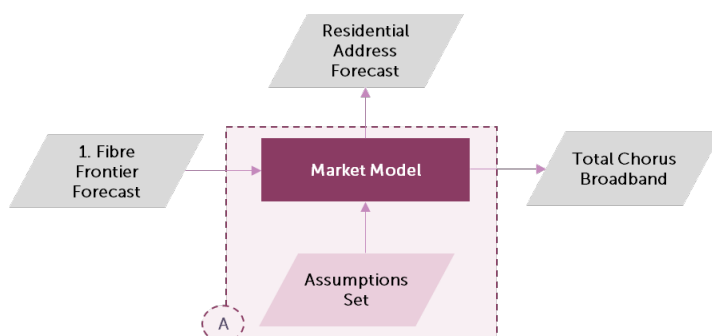 Residential
Address
Forecast
1. Fibre
Frontier
Forecast
Market Model
Total Chorus
Broadband
Assumptions
Set
A